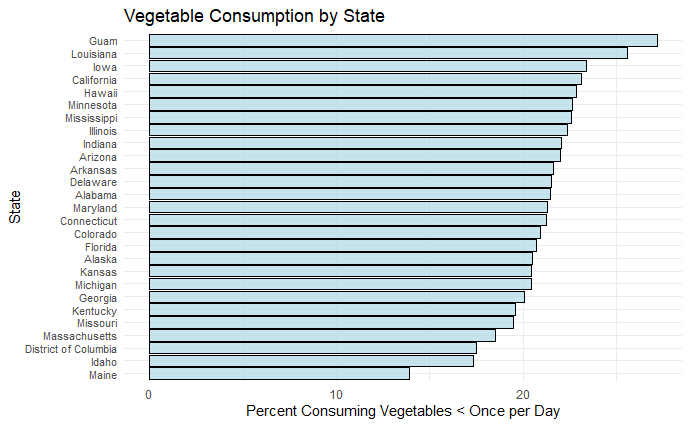 Vegetable Consumption by State
Guam
Louisiana
Iowa
California
Hawaii
Minnesota
Mississippi
Illinois
Indiana
Arizona
Arkansas
Delaware
Alabama
Maryland
Connecticut
Colorado
Florida
Alaska
Kansas
Michigan
Georgia
Kentucky
Missouri
Massachusetts
District of Columbia
Idaho
Maine
State
0 10 20
Percent Consuming Vegetables < Once per Day